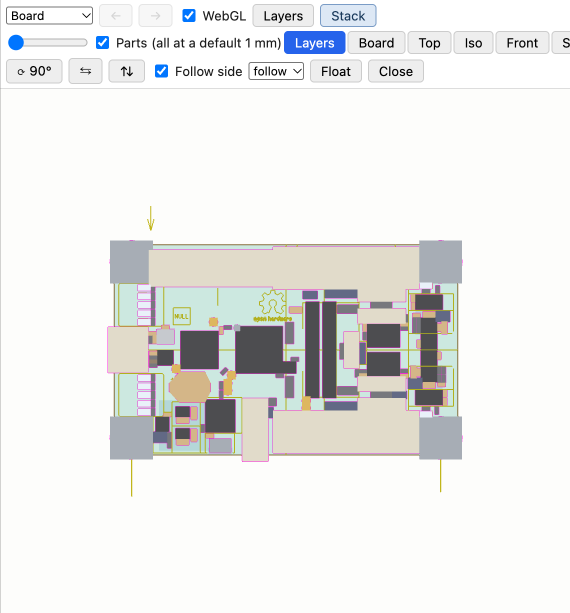 Board ← → WebGL Layers Stack
Parts (all at a default 1 mm) Layers Board Top Iso Front S
⟳ 90° ⇆ ⇅ Follow side follow Float Close
NULL
open hardware